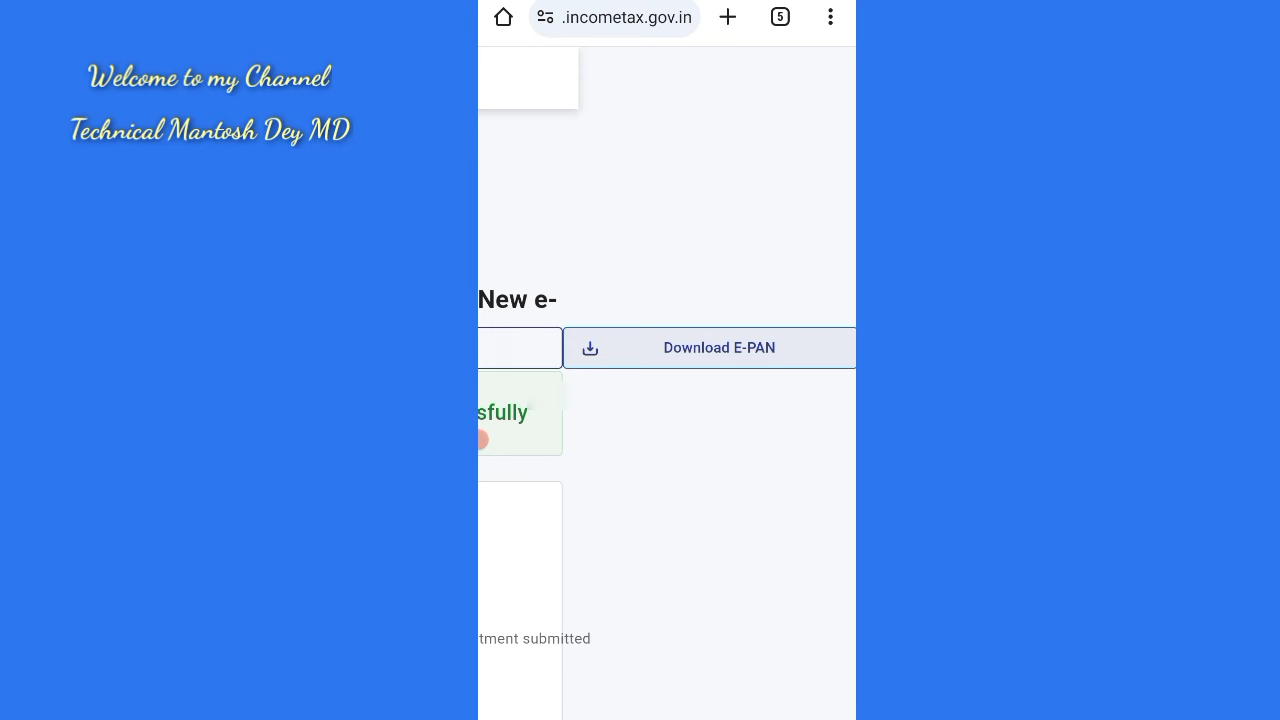 .incometax.gov.in
5
Welcome to my Channel
Technical Mantosh Dey MD
New e-
Download E-PAN
sfully
tment submitted